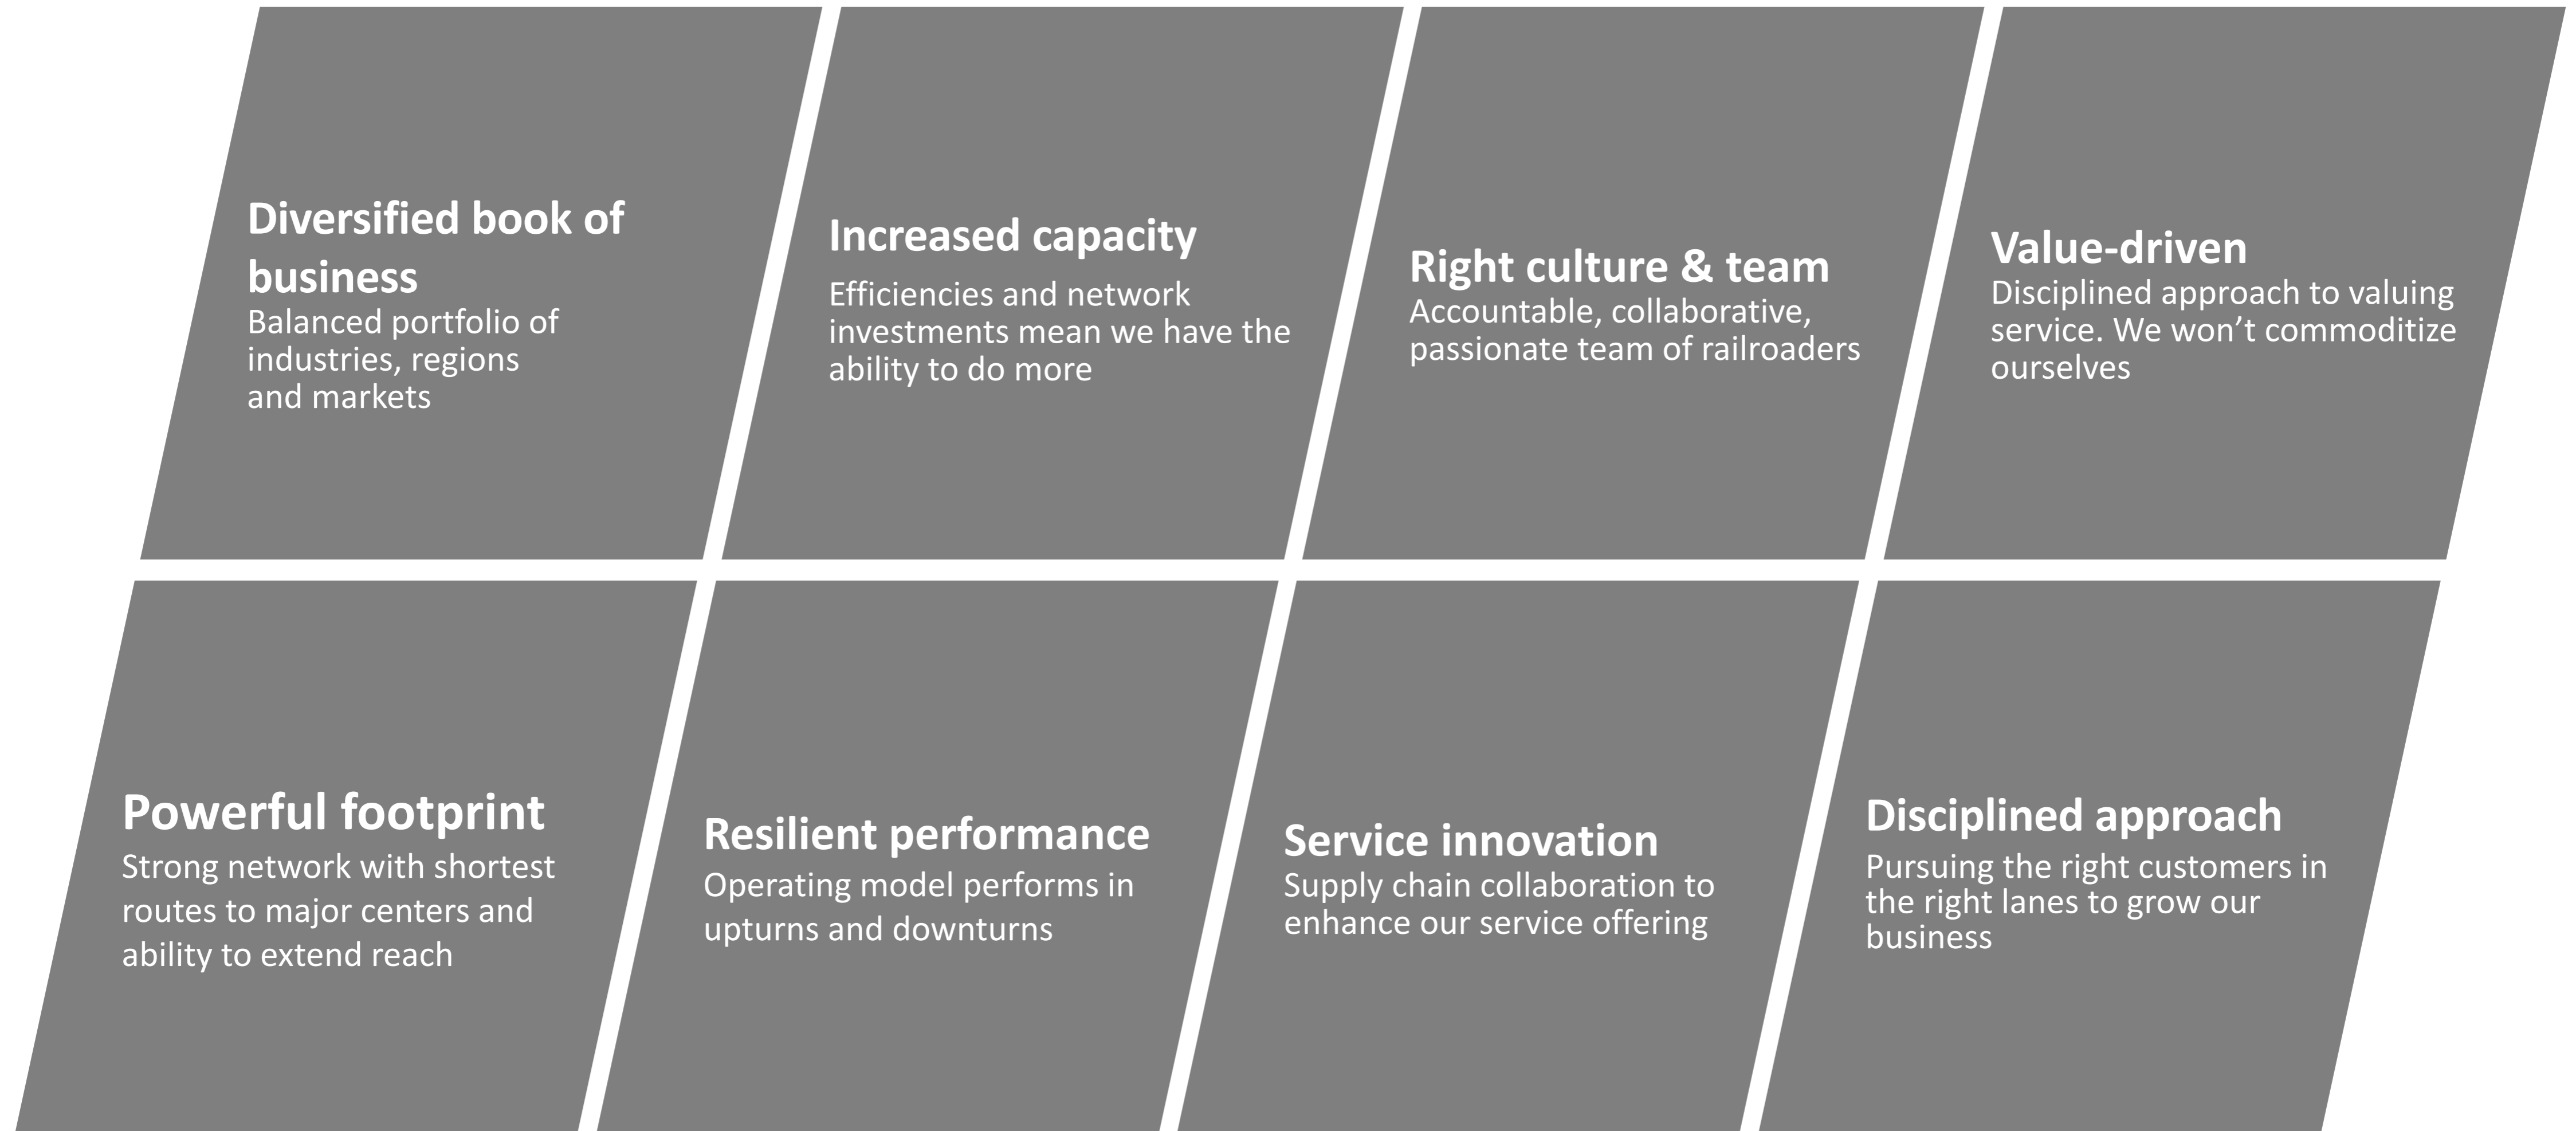 Diversified book of
business
Balanced portfolio of
industries, regions
and markets
Increased capacity
Efficiencies and network
investments mean we have the
ability to do more
Right culture & team
Accountable, collaborative,
passionate team of railroaders
Value-driven
Disciplined approach to valuing
service. We won’t commoditize
ourselves
Powerful footprint
Strong network with shortest
routes to major centers and
ability to extend reach
Resilient performance
Operating model performs in
upturns and downturns
Service innovation
Supply chain collaboration to
enhance our service offering
Disciplined approach
Pursuing the right customers in
the right lanes to grow our
business